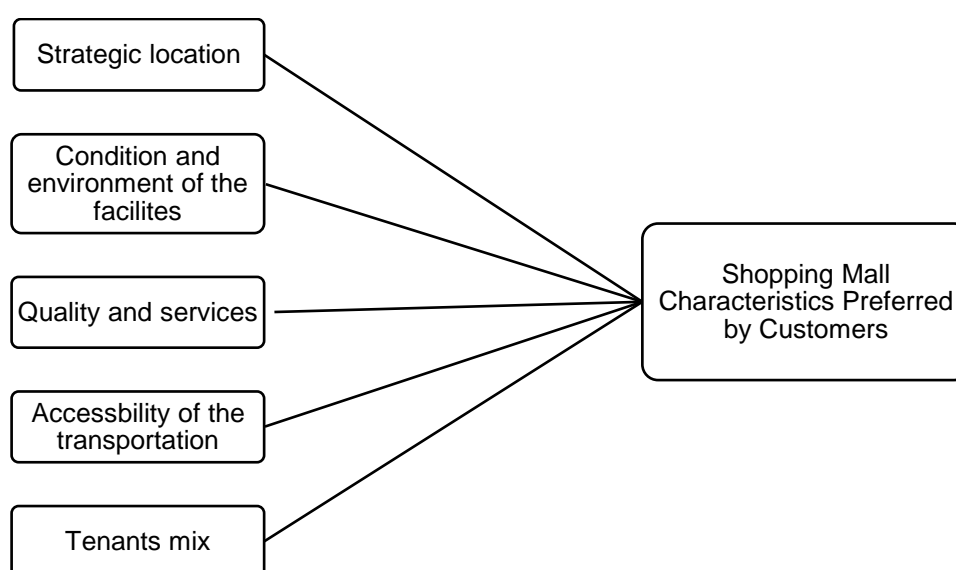 Strategic location
Condition and
environment of the
facilites
Quality and services
Accessbility of the
transportation
Tenants mix
Shopping Mall
Characteristics Preferred
by Customers